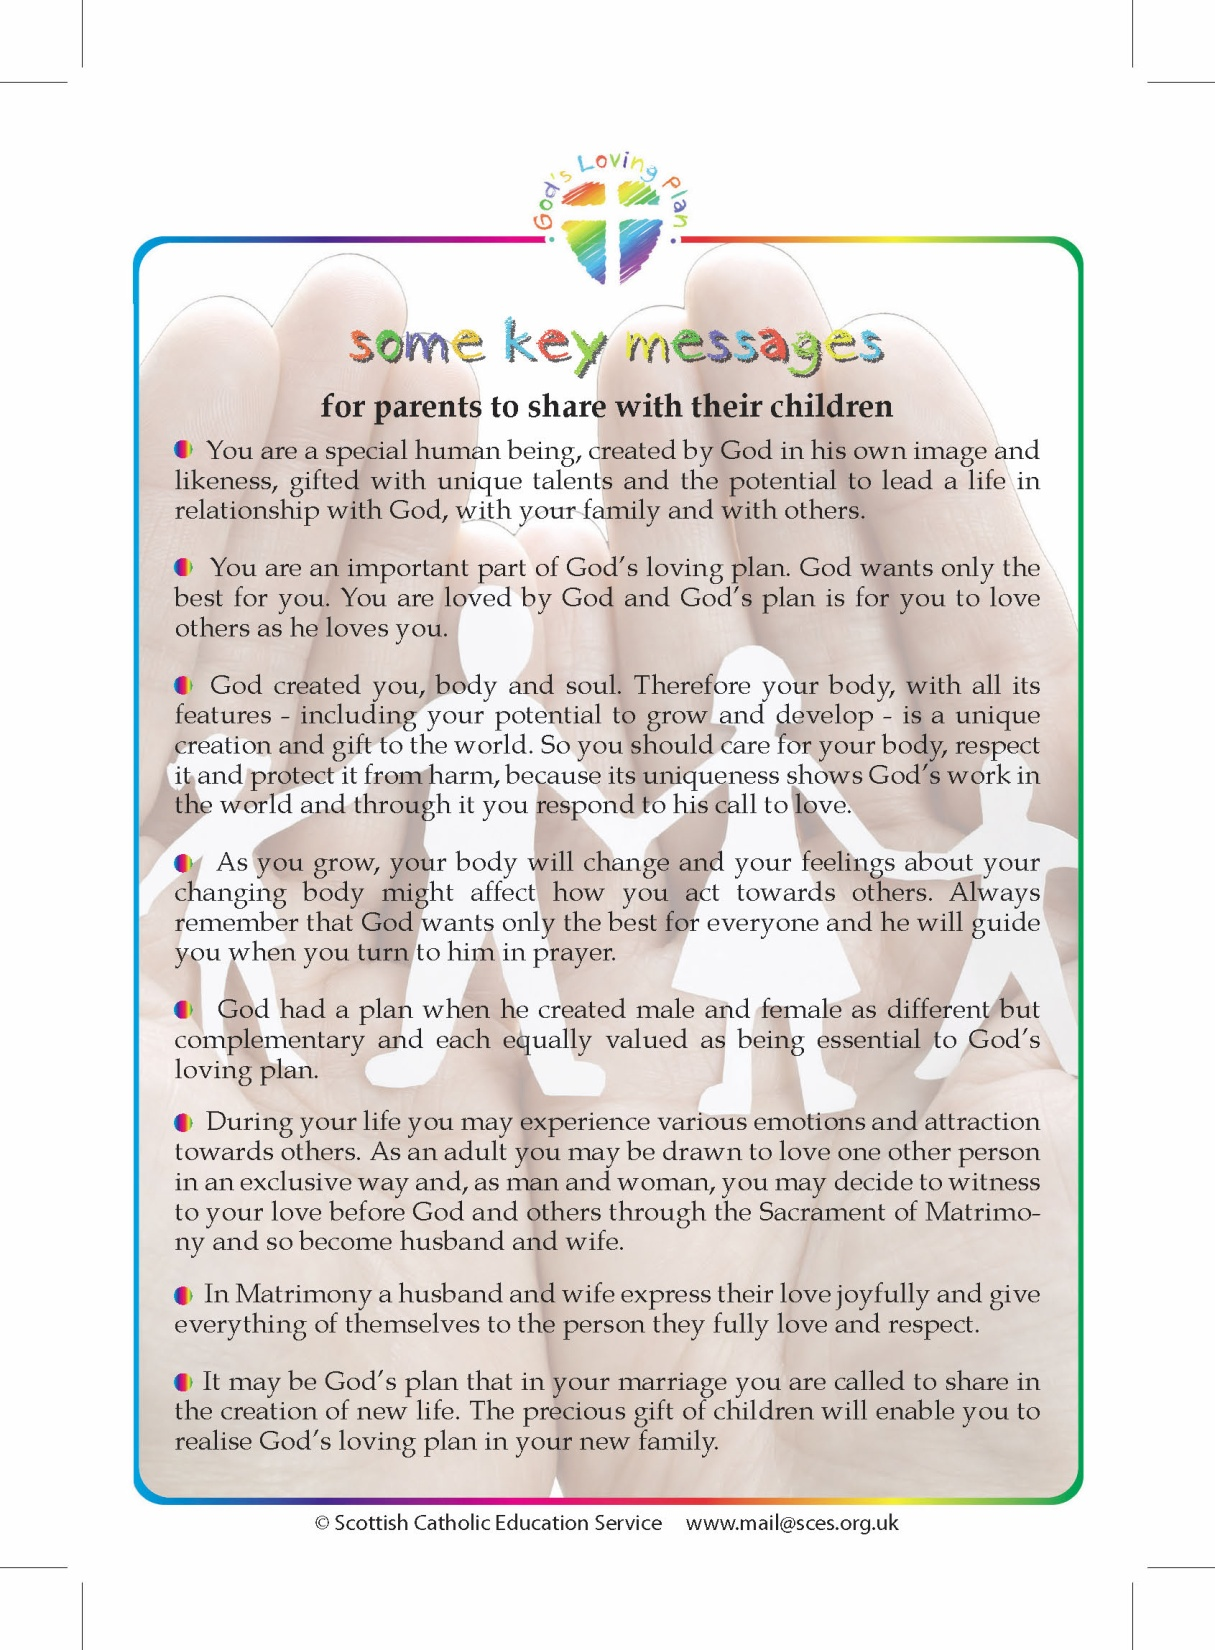 God's Loving Plan
some key messages
for parents to share with their children
You are a special human being, created by God in his own image and
likeness, gifted with unique talents and the potential to lead a life in
relationship with God, with your family and with others.
You are an important part of God's loving plan. God wants only the
best for you. You are loved by God and God's plan is for you to love
others as he loves you.
God created you, body and soul. Therefore your body, with all its
features - including your potential to grow and develop - is a unique
creation and gift to the world. So you should care for your body, respect
it and protect it from harm, because its uniqueness shows God's work in
the world and through it you respond to his call to love.
As you grow, your body will change and your feelings about your
changing body might affect how you act towards others. Always
remember that God wants only the best for everyone and he will guide
you when you turn to him in prayer.
God had a plan when he created male and female as different but
complementary and each equally valued as being essential to God's
loving plan.
During your life you may experience various emotions and attraction
towards others. As an adult you may be drawn to love one other person
in an exclusive way and, as man and woman, you may decide to witness
to your love before God and others through the Sacrament of Matrimo-
ny and so become husband and wife.
In Matrimony a husband and wife express their love joyfully and give
everything of themselves to the person they fully love and respect.
It may be God's plan that in your marriage you are called to share in
the creation of new life. The precious gift of children will enable you to
realise God's loving plan in your new family.
© Scottish Catholic Education Service www.mail@sces.org.uk